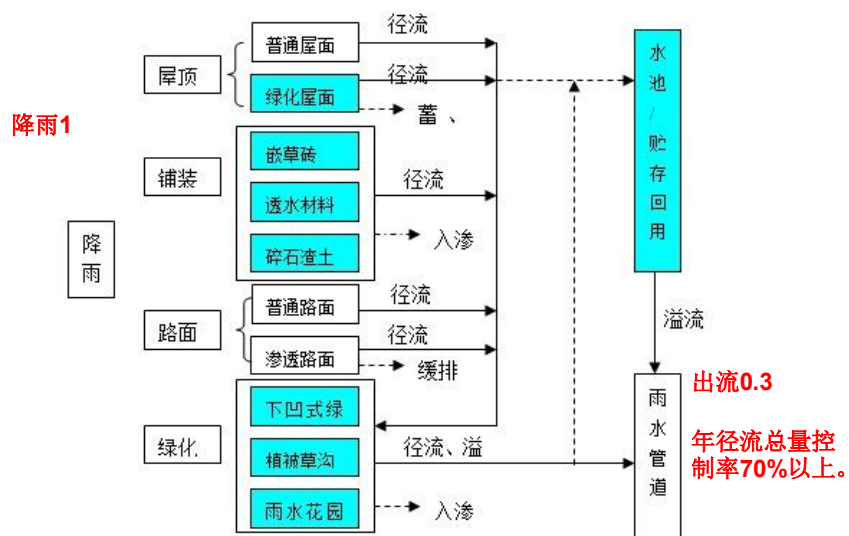 径流
普通屋面
屋顶
径流
绿化屋面
蓄、
降雨1
嵌草砖
铺装
透水材料
径流
入渗
碎石渣土
降雨
水池/贮存回用
普通路面
径流
路面
径流
渗透路面
缓排
溢流
下凹式绿
出流0.3
绿化
植被草沟
径流、溢
雨水管道
年径流总量控
制率70%以上。
雨水花园
入渗